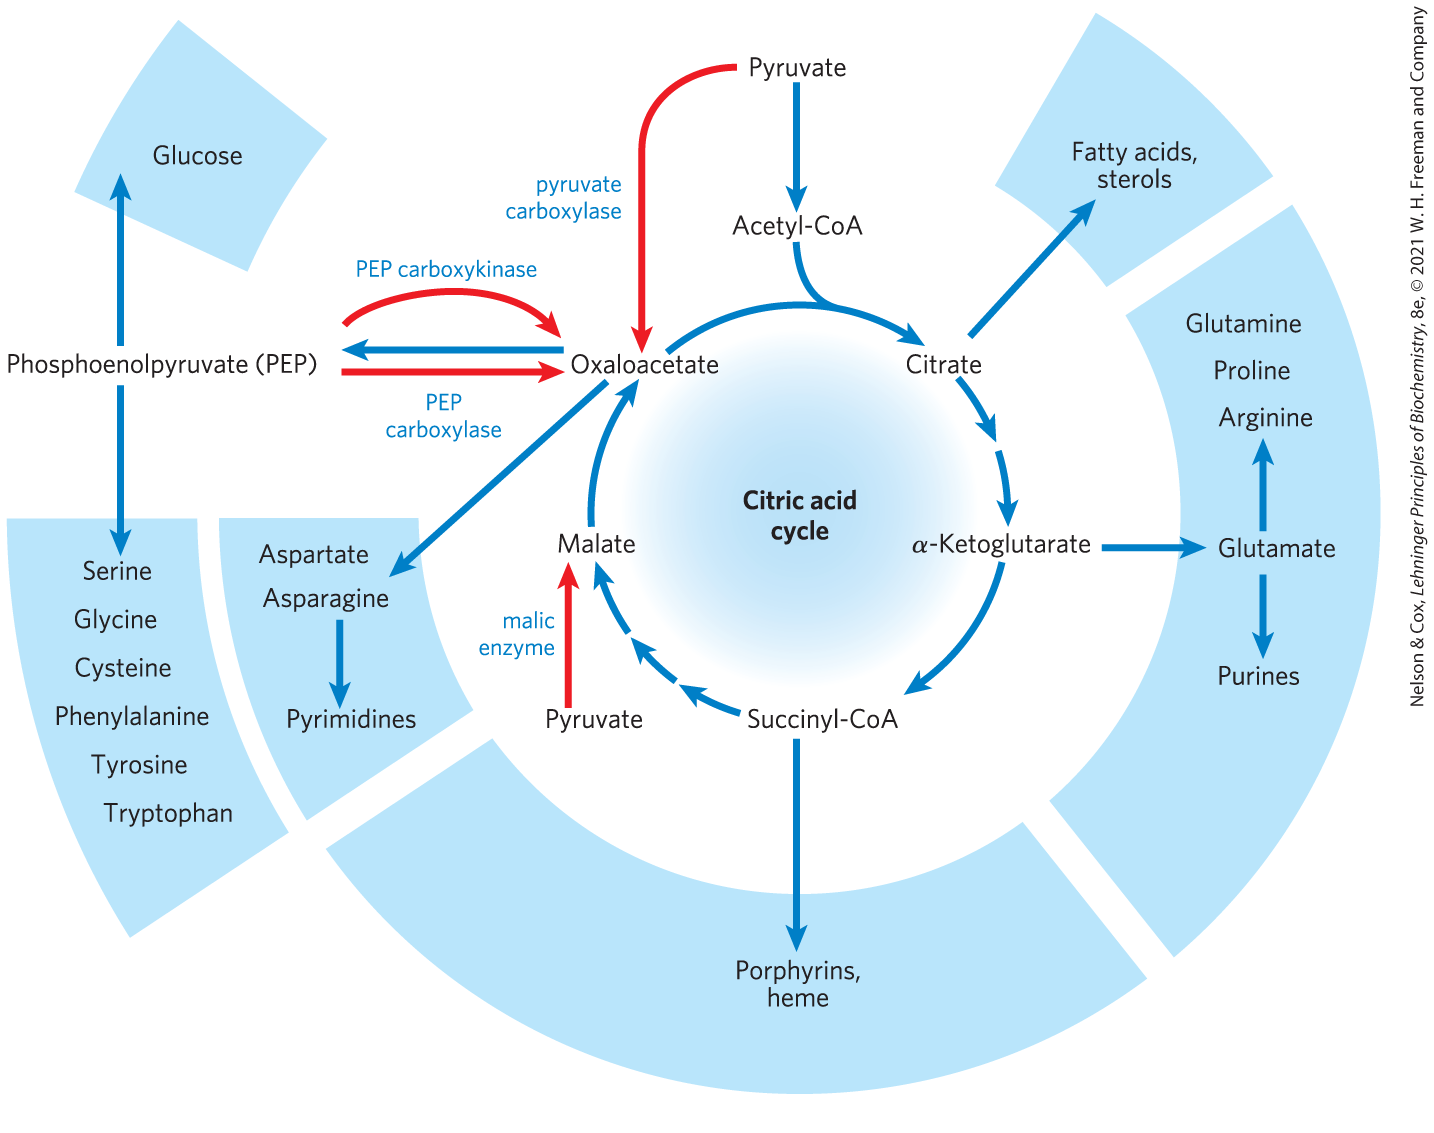 Pyruvate
Glucose
Fatty acids,
sterols
pyruvate
carboxylase
Acetyl-CoA
PEP carboxykinase
Phosphoenolpyruvate (PEP)
Oxaloacetate
Citrate
PEP
carboxylase
Glutamine
Proline
Arginine
Citric acid
cycle
Malate
α-Ketoglutarate
Glutamate
Purines
malic
enzyme
Pyruvate
Succinyl-CoA
Aspartate
Asparagine
Pyrimidines
Serine
Glycine
Cysteine
Phenylalanine
Tyrosine
Tryptophan
Porphyrins,
heme
Nelson & Cox, Lehninger Principles of Biochemistry, 8e, © 2021 W. H. Freeman and Company